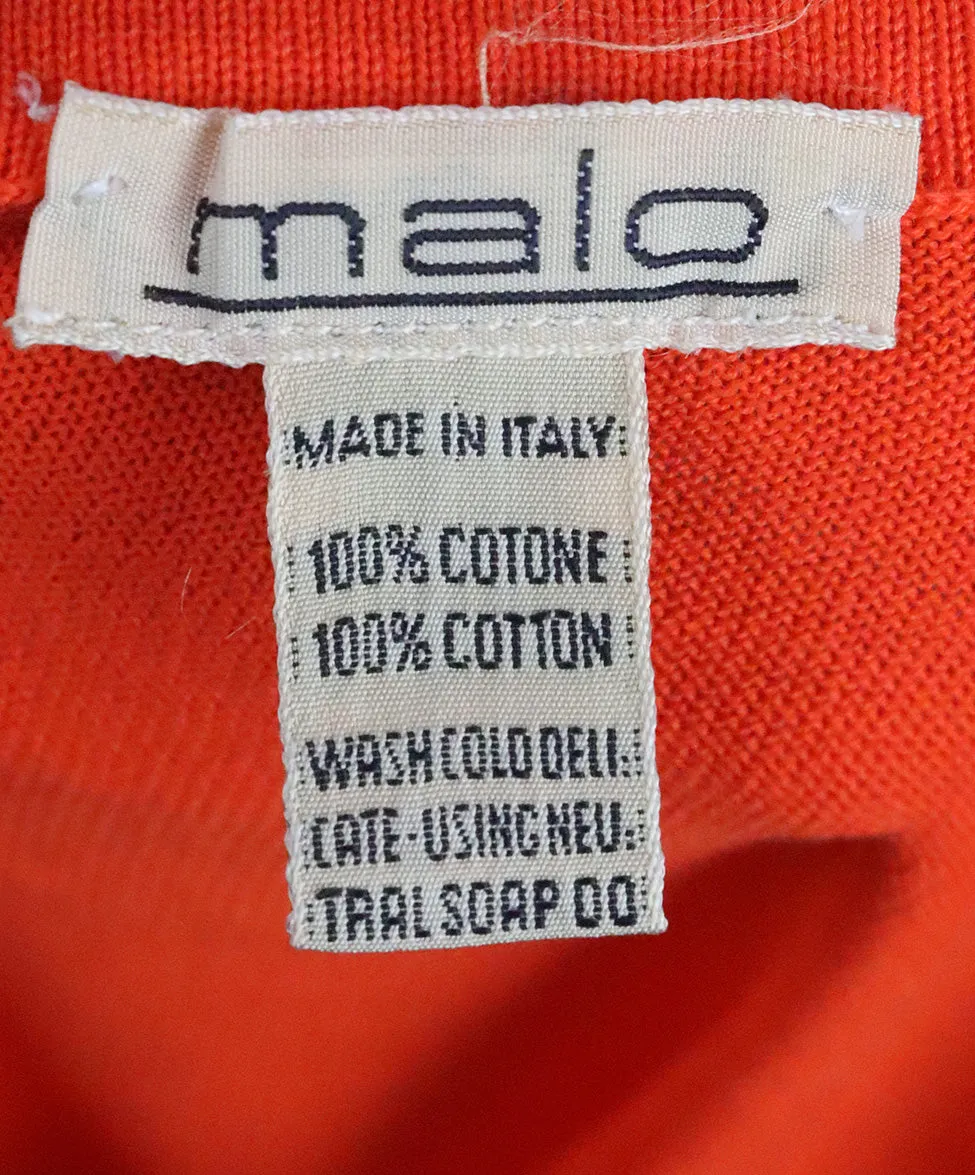 malo
MADE IN ITALY
100% COTONE
100% COTTON
WASH COLD DELI
CATE-USING NEU
TRAL SOAP DO